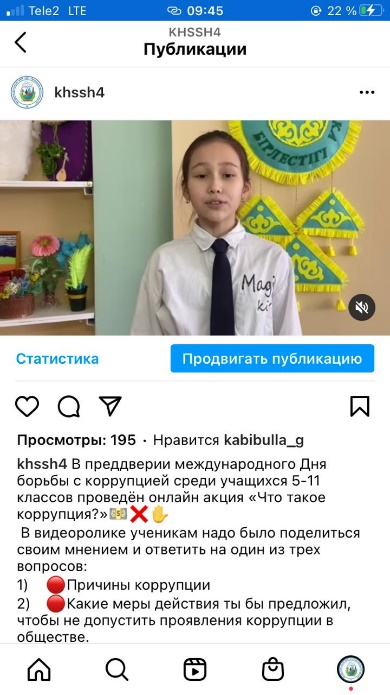 Tele2 LTE 09:45 22 %
KHSSH4
Публикации
khssh4
БІРЛЕСТІГІ
Magi
ki
Статистика
Продвигать публикацию
Просмотры: 195 · Нравится kabibulla_g
khssh4 В преддверии международного Дня
борьбы с коррупцией среди учащихся 5-11
классов проведён онлайн акция «Что такое
коррупция?»💵❌✋
В видеоролике ученикам надо было поделиться
своим мнением и ответить на один из трех
вопросов:
1) 🔴Причины коррупции
2) 🔴Какие меры действия ты бы предложил,
чтобы не допустить проявления коррупции в
обществе.